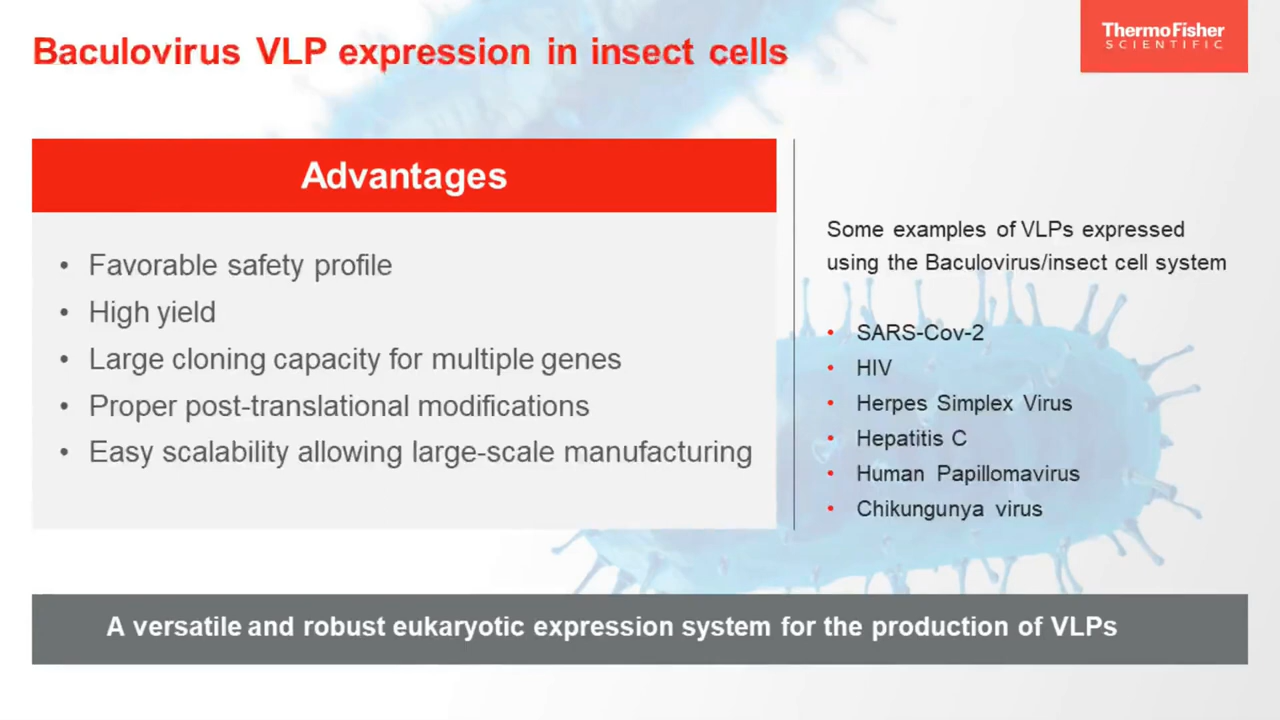 Baculovirus VLP expression in insect cells
ThermoFisher
SCIENTIFIC
Advantages
• Favorable safety profile
• High yield
• Large cloning capacity for multiple genes
• Proper post-translational modifications
• Easy scalability allowing large-scale manufacturing
Some examples of VLPs expressed
using the Baculovirus/insect cell system
• SARS-Cov-2
• HIV
• Herpes Simplex Virus
• Hepatitis C
• Human Papillomavirus
• Chikungunya virus
A versatile and robust eukaryotic expression system for the production of VLPs